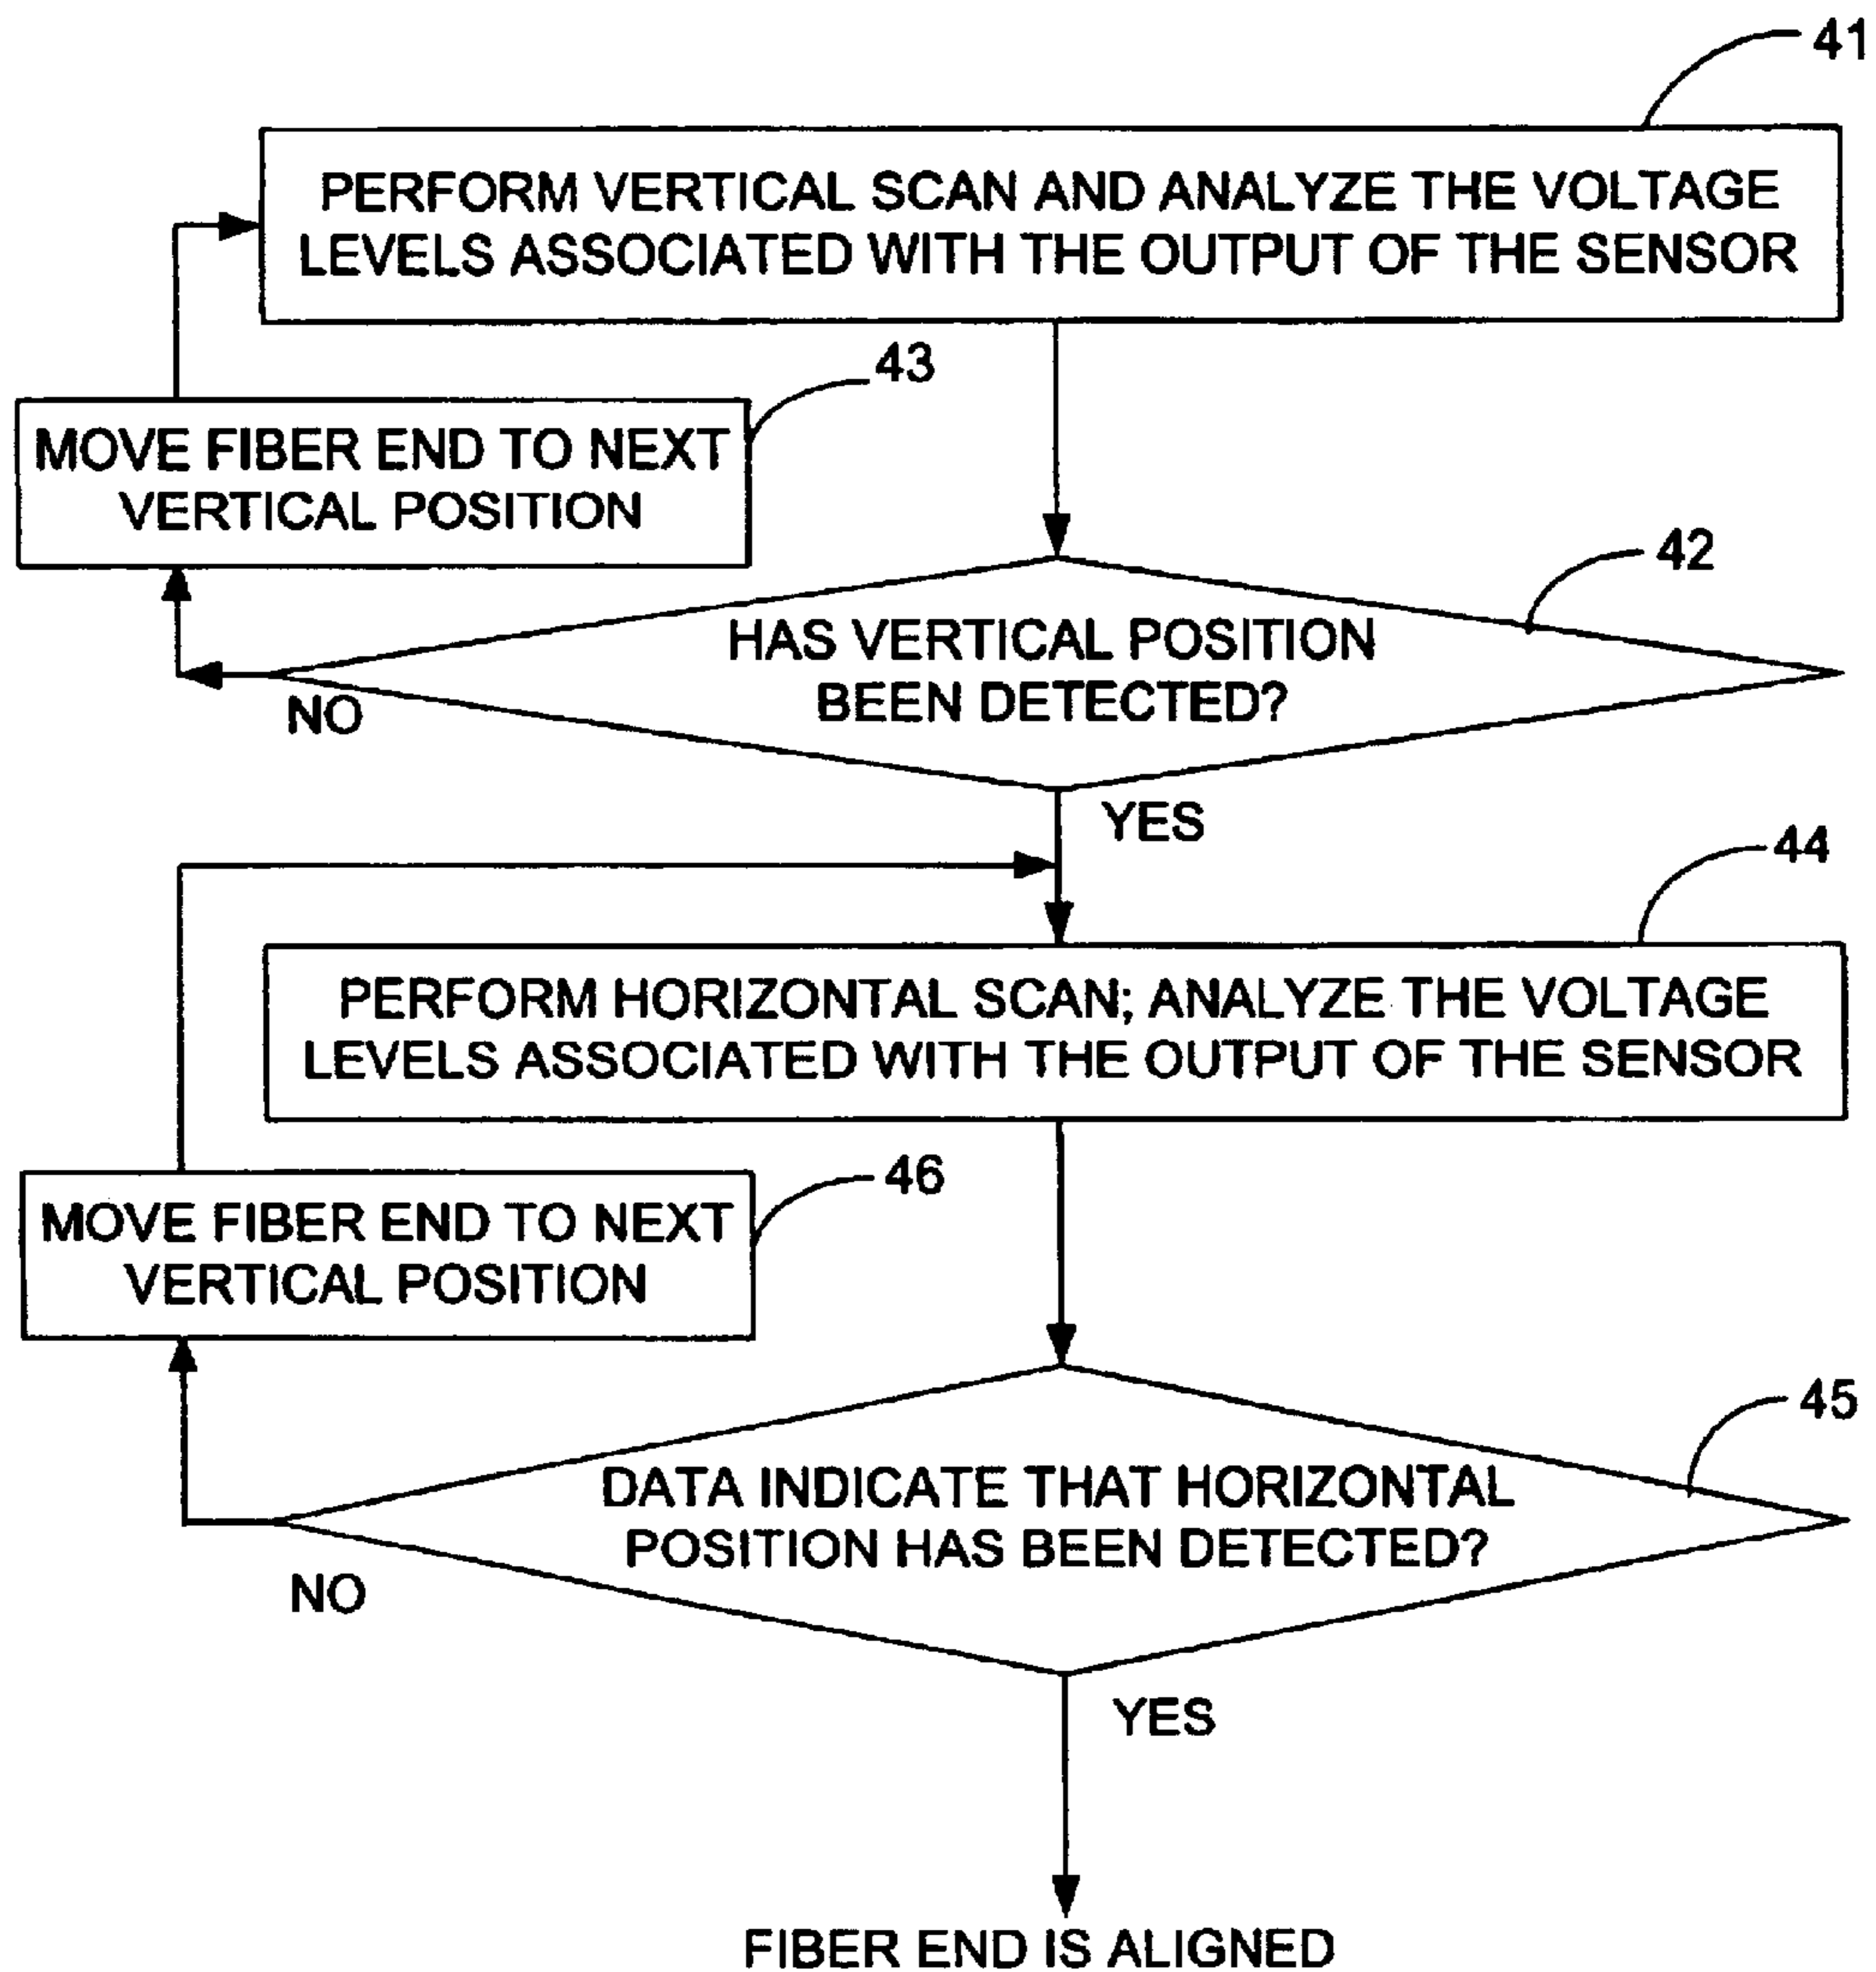 41
PERFORM VERTICAL SCAN AND ANALYZE THE VOLTAGE
LEVELS ASSOCIATED WITH THE OUTPUT OF THE SENSOR
43
MOVE FIBER END TO NEXT
VERTICAL POSITION
42
HAS VERTICAL POSITION
BEEN DETECTED?
NO
YES
44
PERFORM HORIZONTAL SCAN; ANALYZE THE VOLTAGE
LEVELS ASSOCIATED WITH THE OUTPUT OF THE SENSOR
46
MOVE FIBER END TO NEXT
VERTICAL POSITION
45
DATA INDICATE THAT HORIZONTAL
POSITION HAS BEEN DETECTED?
NO
YES
FIBER END IS ALIGNED